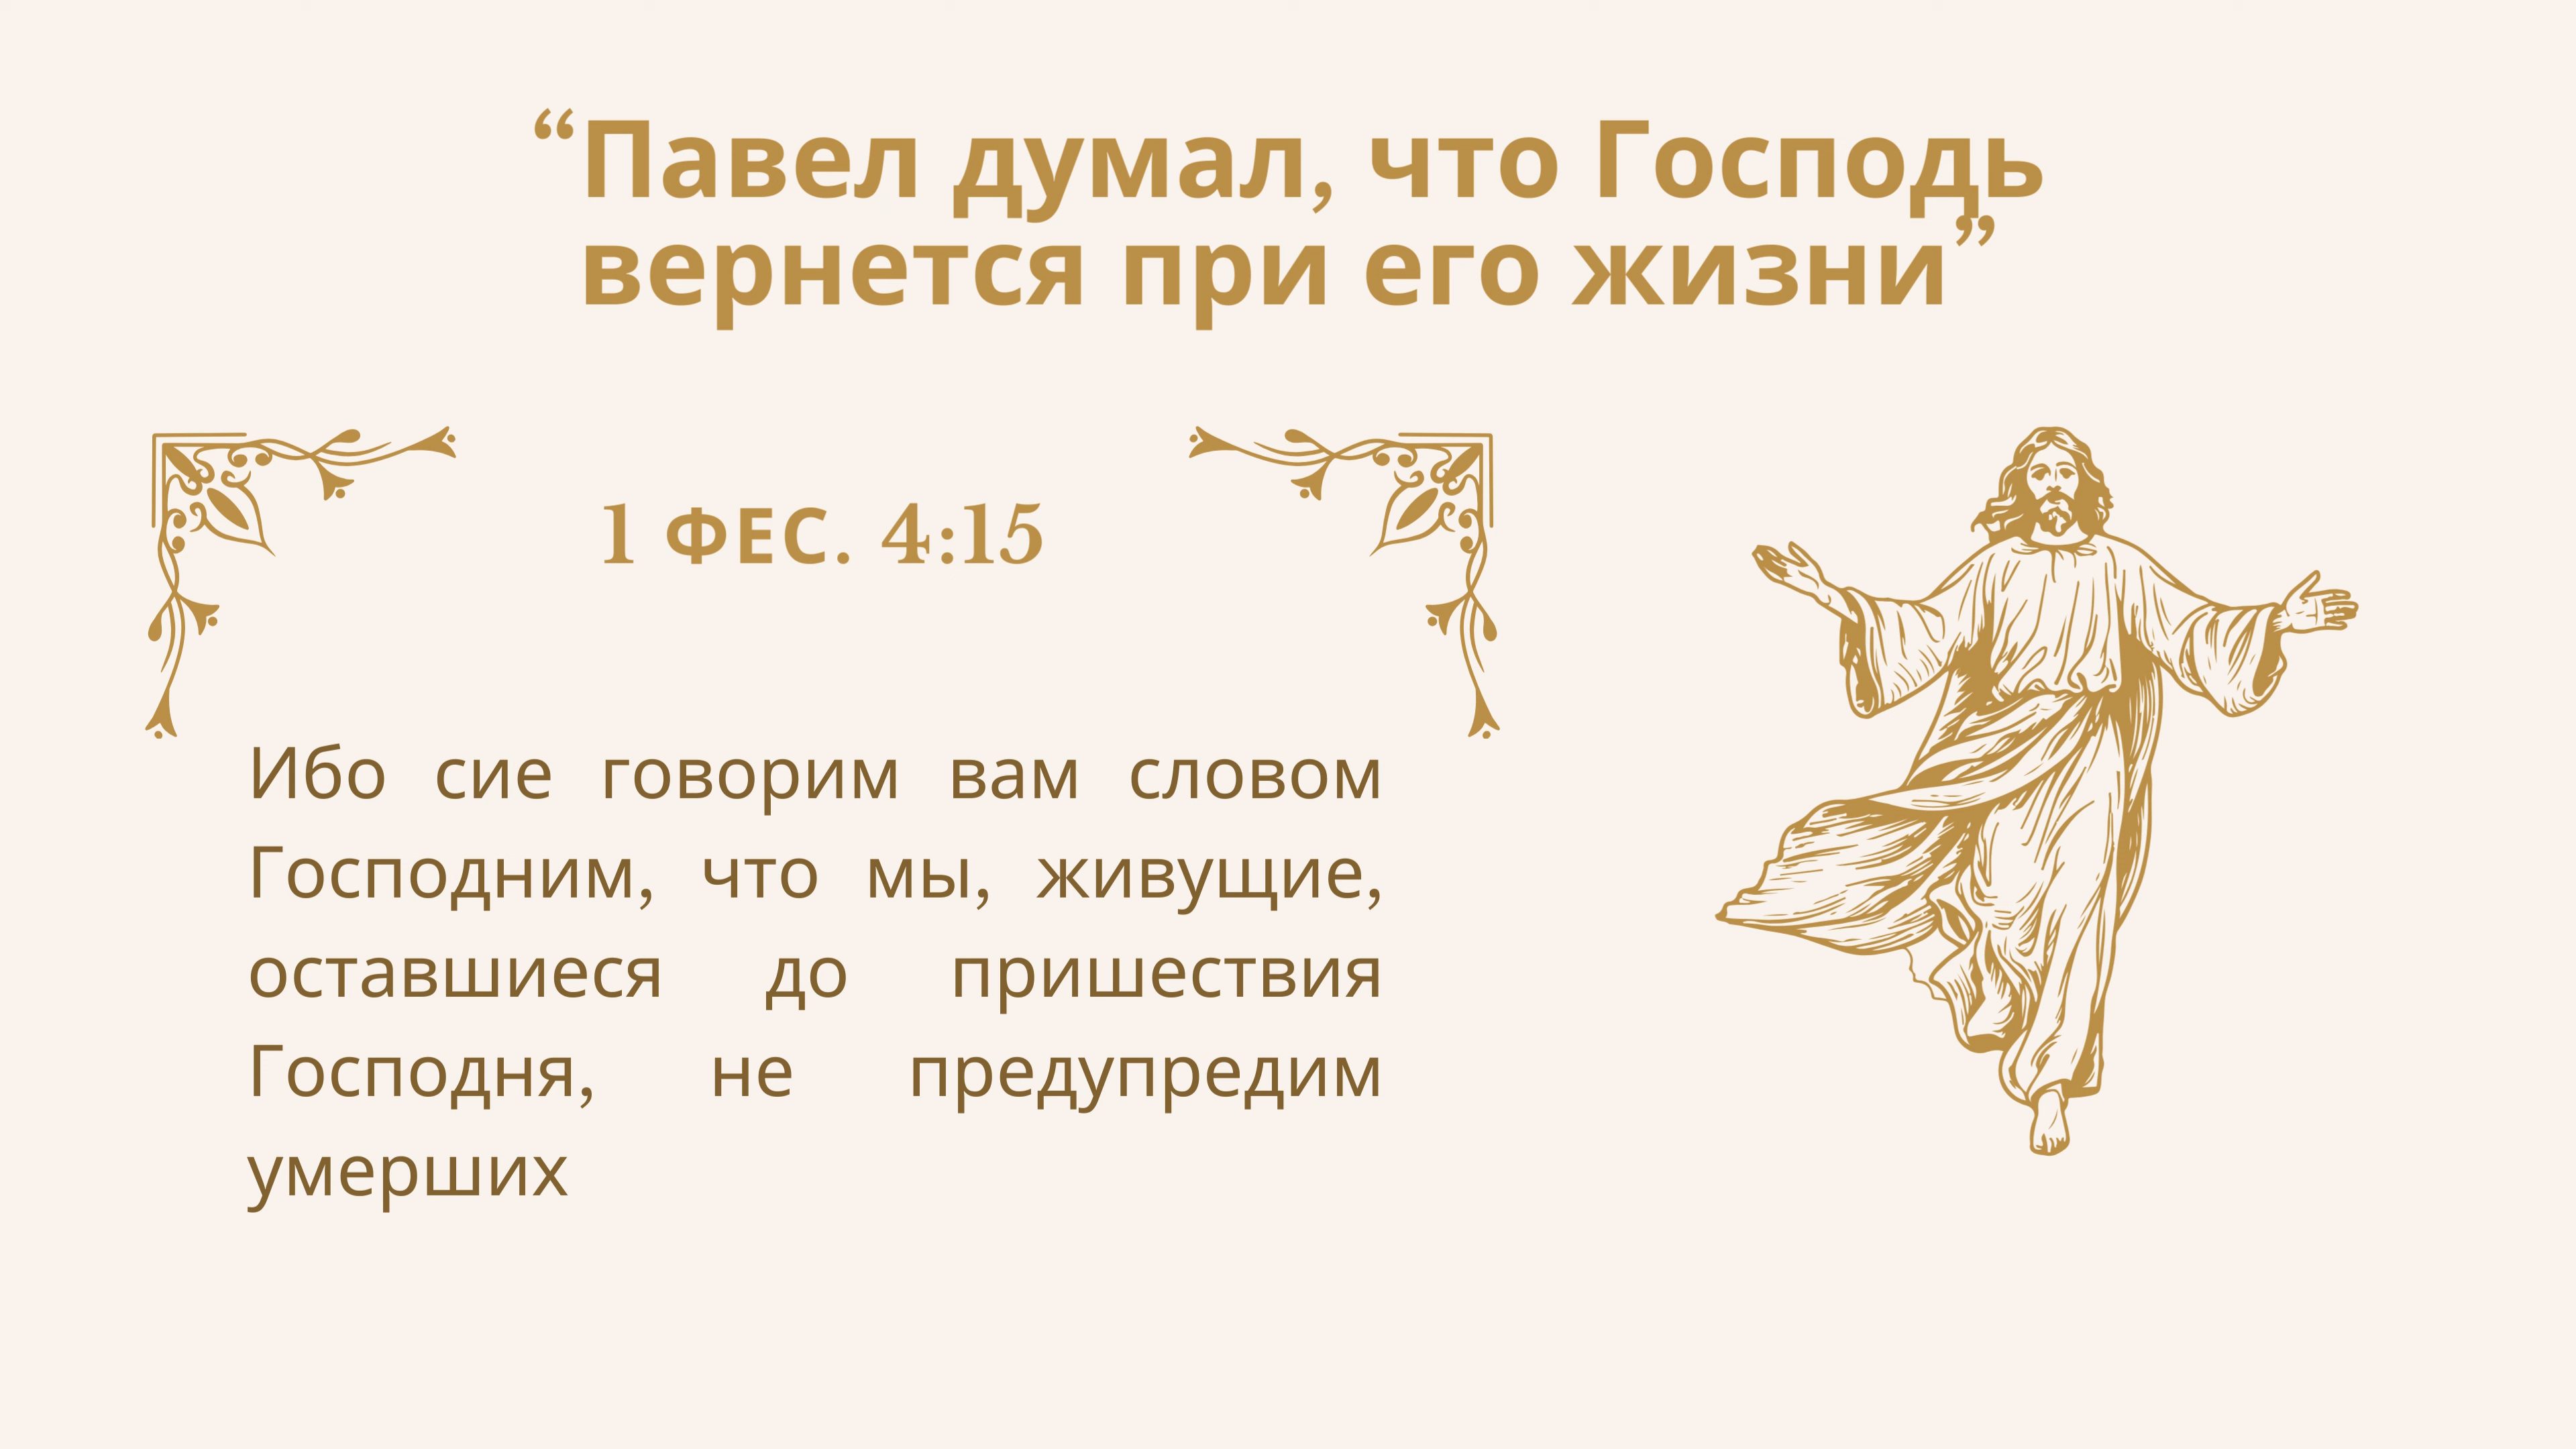 “Павел думал, что Господь
вернется при его жизни”
1 ФЕС. 4:15
Ибо сие говорим вам словом
Господним, что мы, живущие,
оставшиеся до пришествия
Господня, не предупредим
умерших